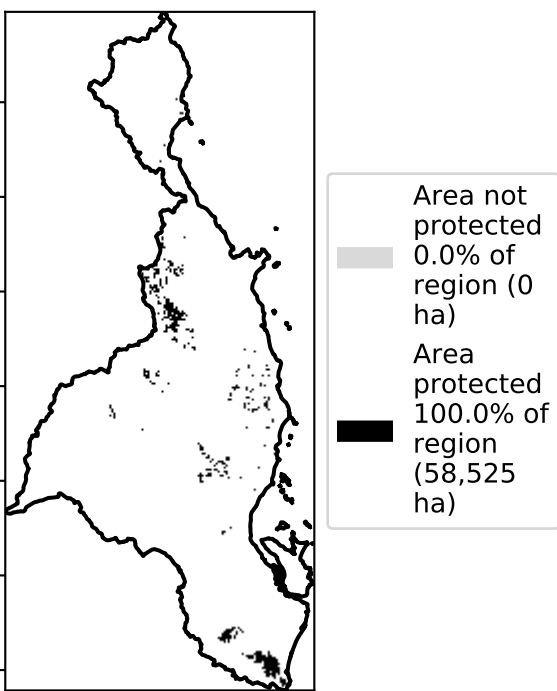 Area not
protected
0.0% of
region (0
ha)
Area
protected
100.0% of
region
(58,525
ha)